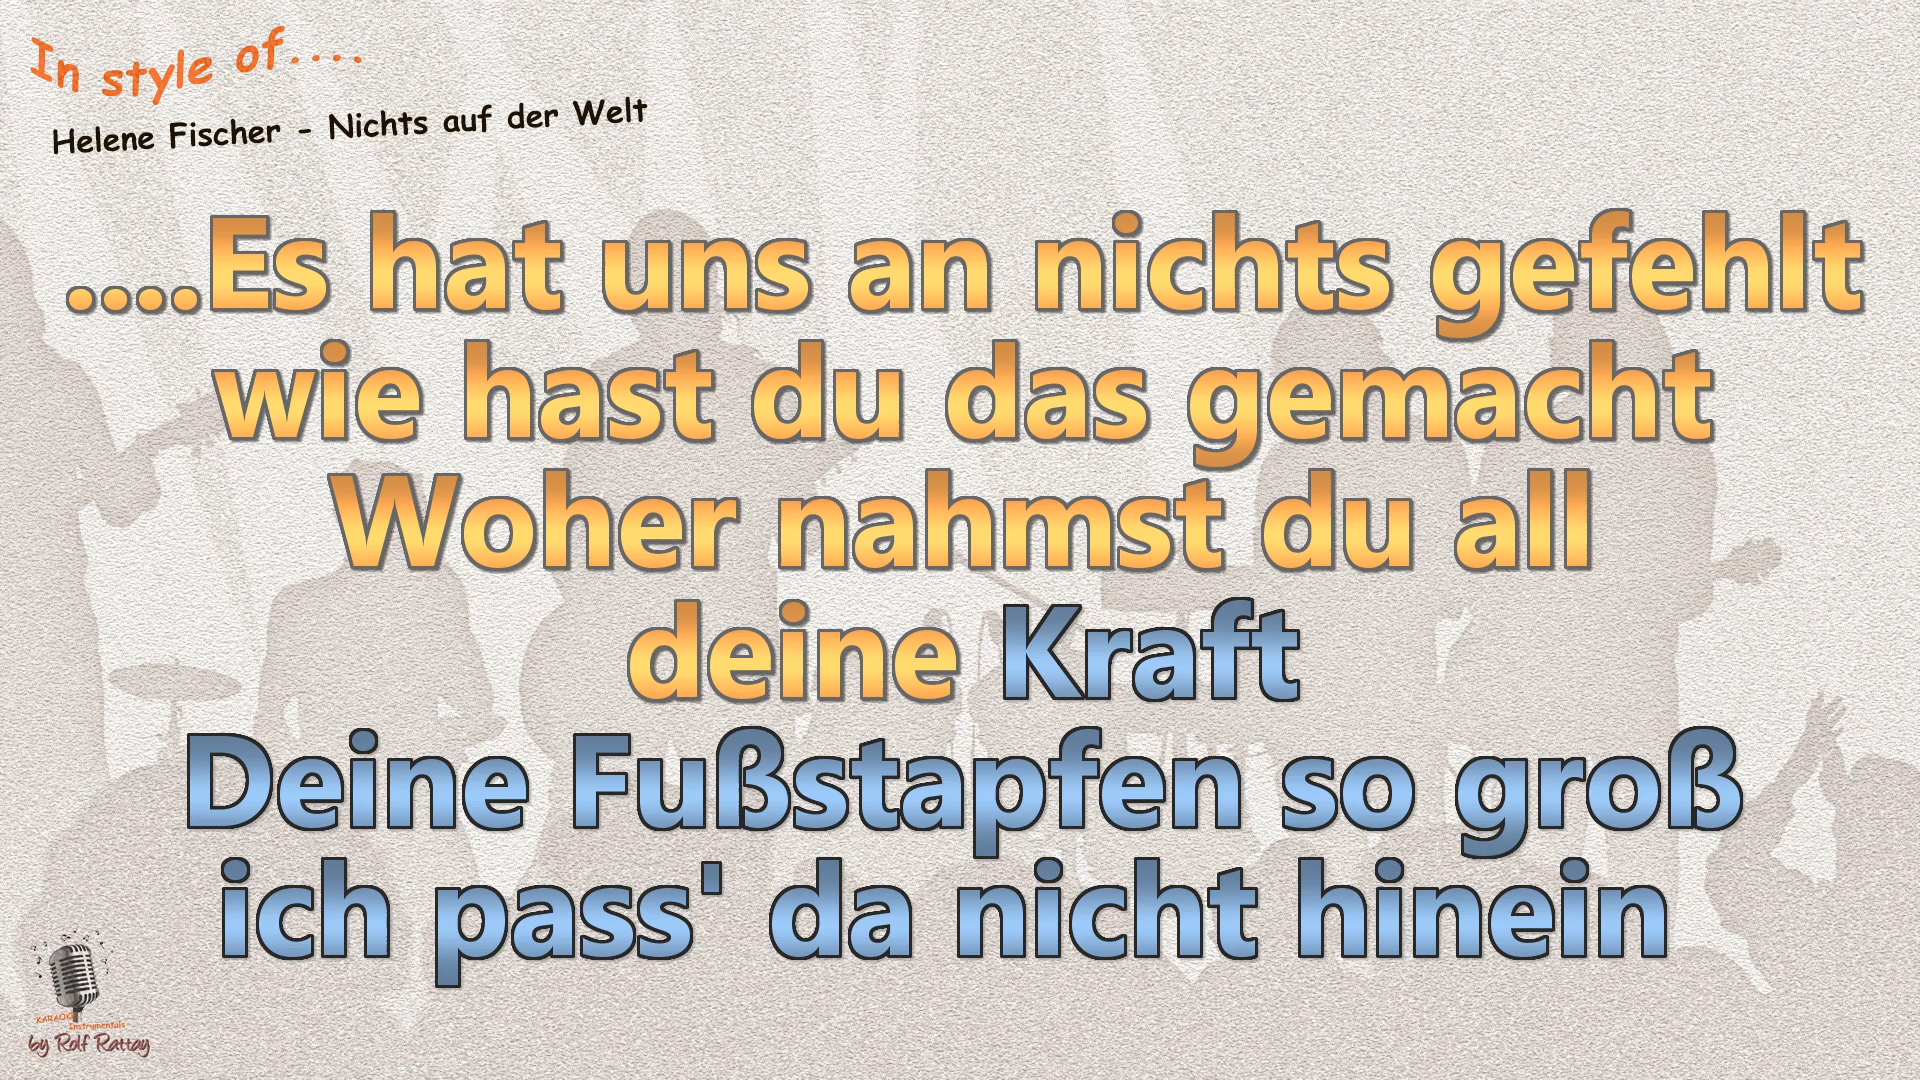 In style of....
Helene Fischer - Nichts auf der Welt
....Es hat uns an nichts gefehlt
wie hast du das gemacht
Woher nahmst du all
deine Kraft
Deine Fußstapfen so groß
ich pass' da nicht hinein
KARAOKE
Instrumentals
by Rolf Rattay